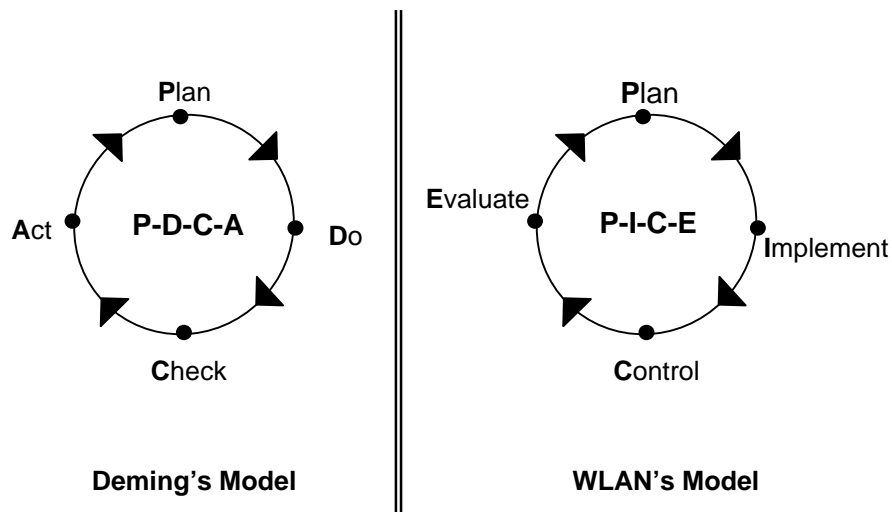 Plan
Act
P-D-C-A
Do
Check
Deming’s Model
Plan
Evaluate
P-I-C-E
Implement
Control
WLAN’s Model